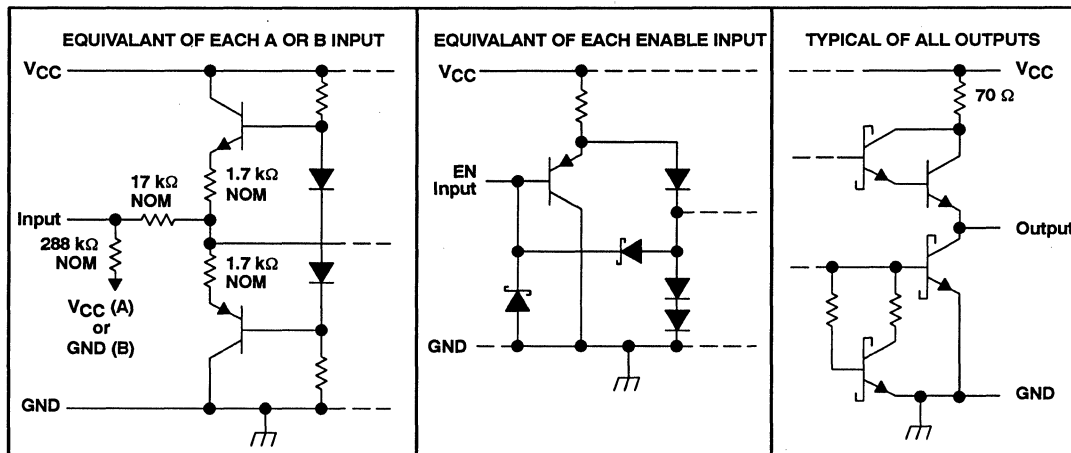 EQUIVALANT OF EACH A OR B INPUT
VCC
1.7 kΩ
NOM
17 kΩ
NOM
Input
288 kΩ
NOM
1.7 kΩ
NOM
VCC (A)
or
GND (B)
GND
EQUIVALANT OF EACH ENABLE INPUT
VCC
EN
Input
GND
TYPICAL OF ALL OUTPUTS
VCC
70 Ω
Output
GND